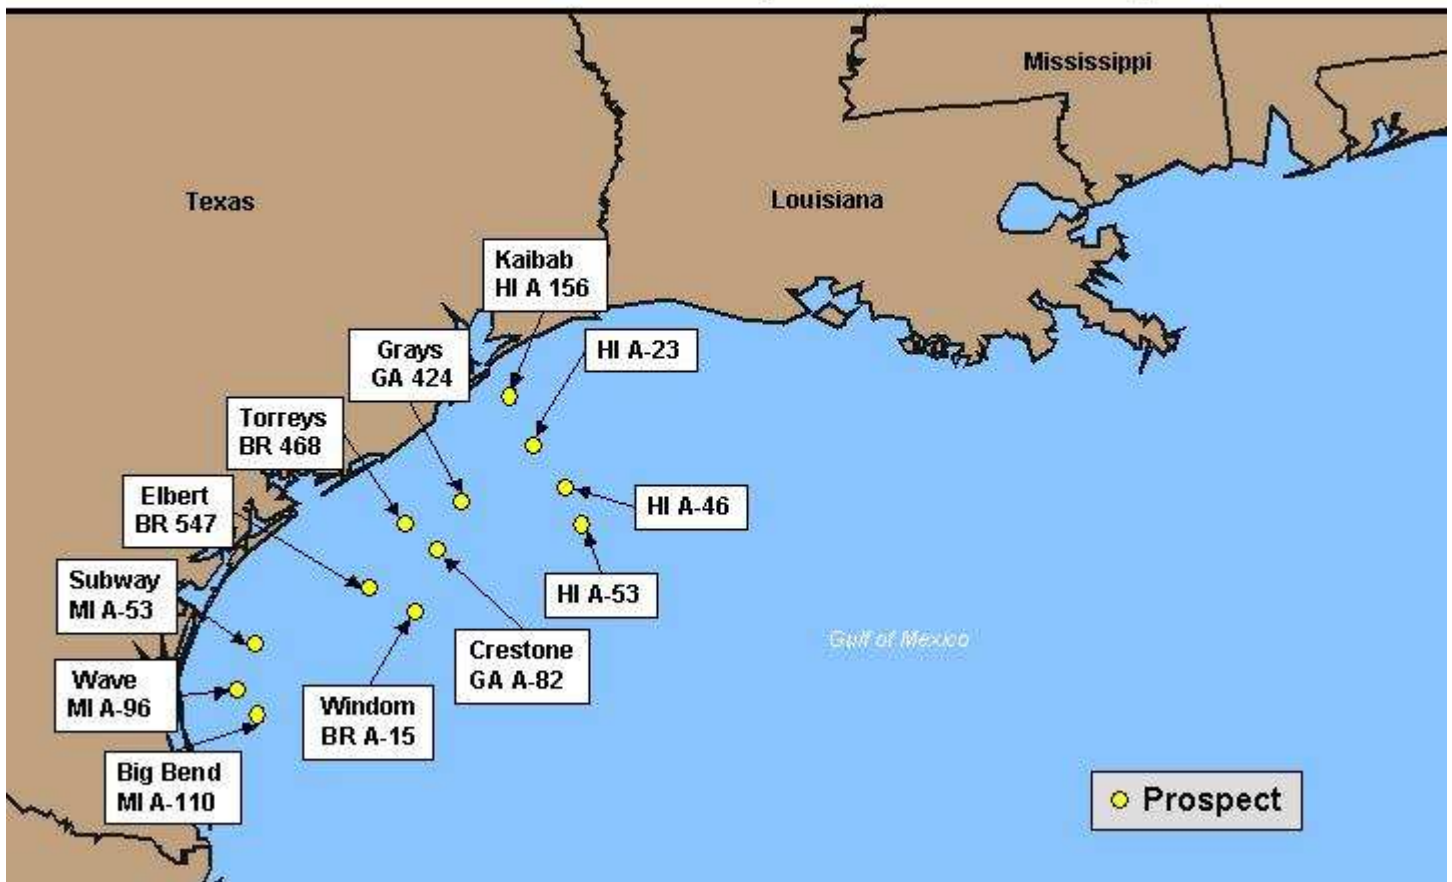 Mississippi
Texas
Louisiana
Kaibab
HI A 156
Grays
GA 424
HI A-23
Torreys
BR 468
Elbert
BR 547
HI A-46
Subway
MI A-53
HI A-53
Crestone
GA A-82
Gulf of Mexico
Wave
MI A-96
Windom
BR A-15
Big Bend
MI A-110
Prospect